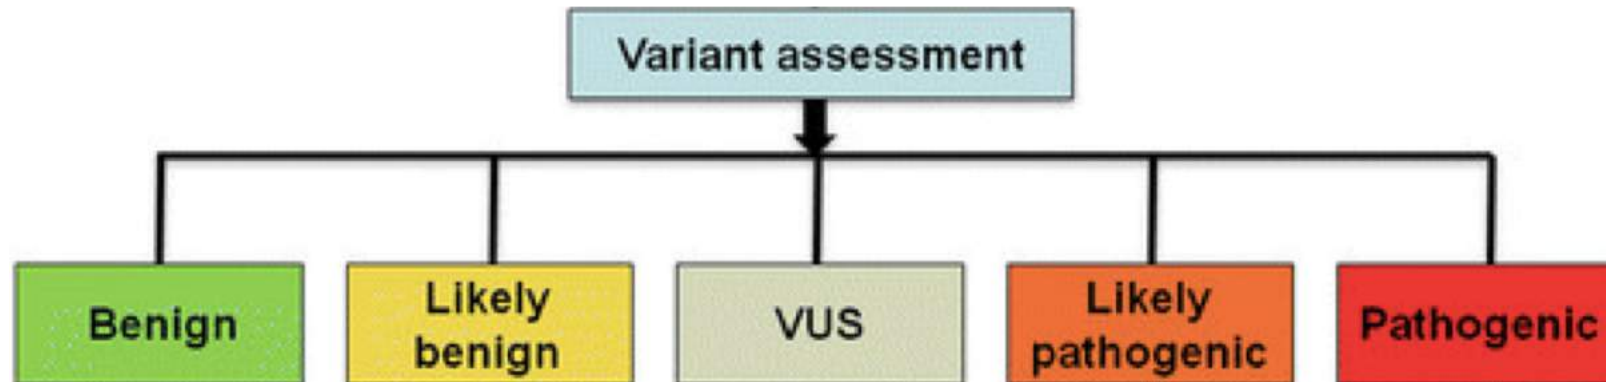 Variant assessment
Benign
Likely
benign
VUS
Likely
pathogenic
Pathogenic